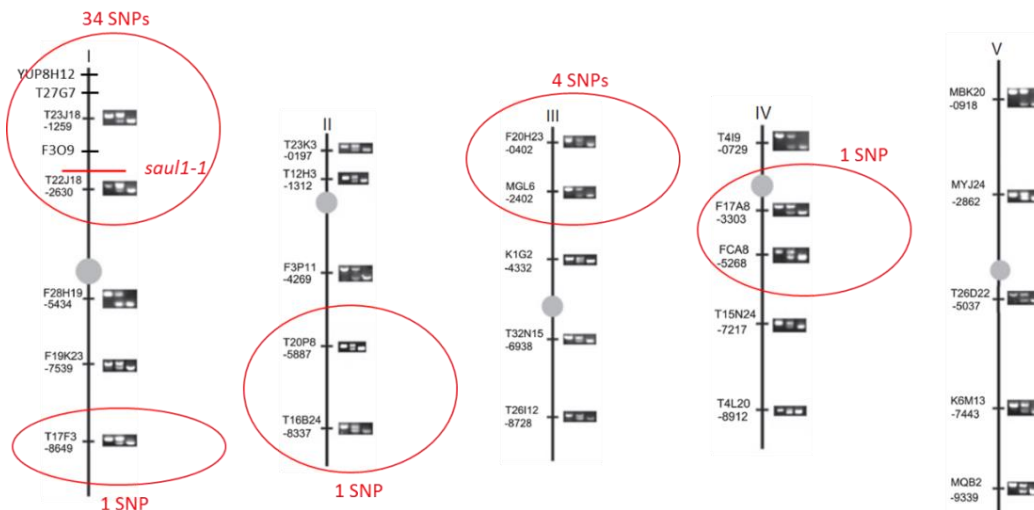 34 SNPs
I
YUP8H12
T27G7
T23J18
-1259
F3O9
saul1-1
T22J18
-2630
F28H19
-5434
F19K23
-7539
T17F3
-8649
1 SNP
II
T23K3
-0197
T12H3
-1312
F3P11
-4269
T20P8
-5887
T16B24
-8337
1 SNP
4 SNPs
III
F20H23
-0402
MGL6
-2402
K1G2
-4332
T32N15
-6938
T26I12
-8728
IV
T4I9
-0729
1 SNP
F17A8
-3303
FCA8
-5268
T15N24
-7217
T4L20
-8912
V
MBK20
-0918
MYJ24
-2862
T26D22
-5037
K6M13
-7443
MQB2
-9339